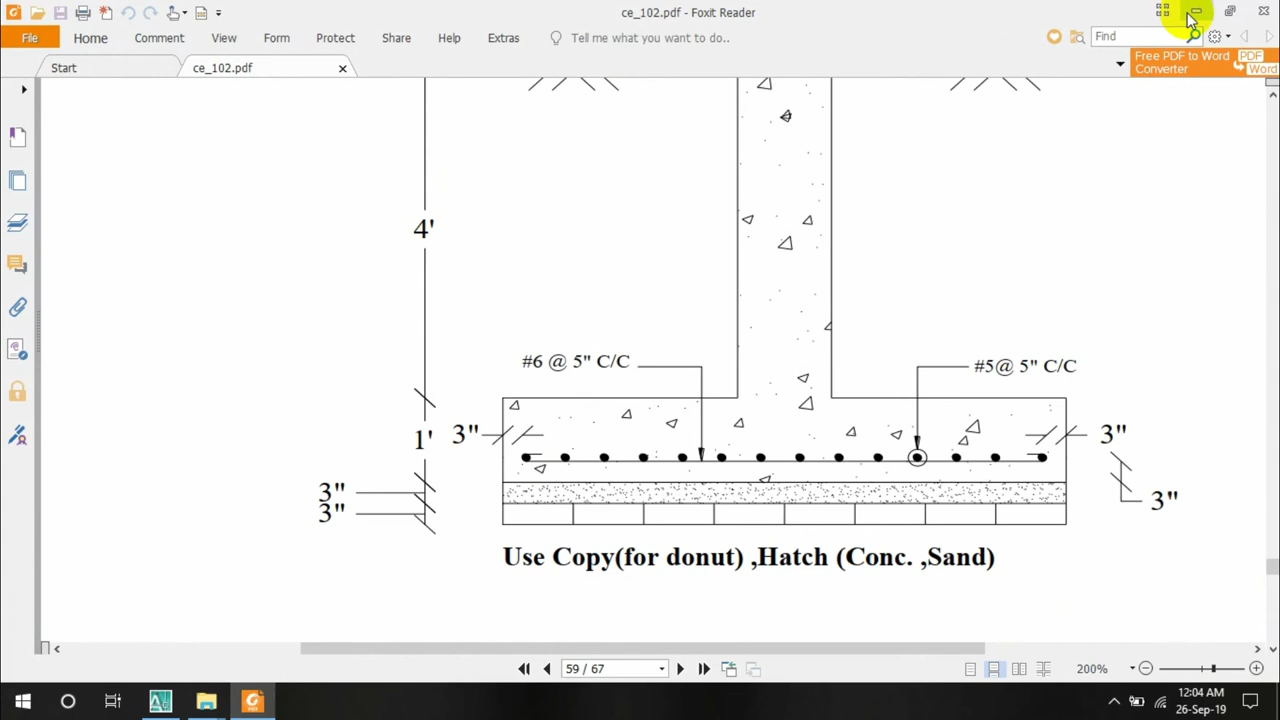 ce_102.pdf - Foxit Reader
File Home Comment View Form Protect Share Help Extras Tell me what you want to do.. Find
Free PDF to Word Converter PDF Word
Start ce_102.pdf
4'
#6 @ 5" C/C
#5@ 5" C/C
1'
3"
3"
3"
3"
3"
Use Copy(for donut) ,Hatch (Conc. ,Sand)
59 / 67
200%
12:04 AM
26-Sep-19